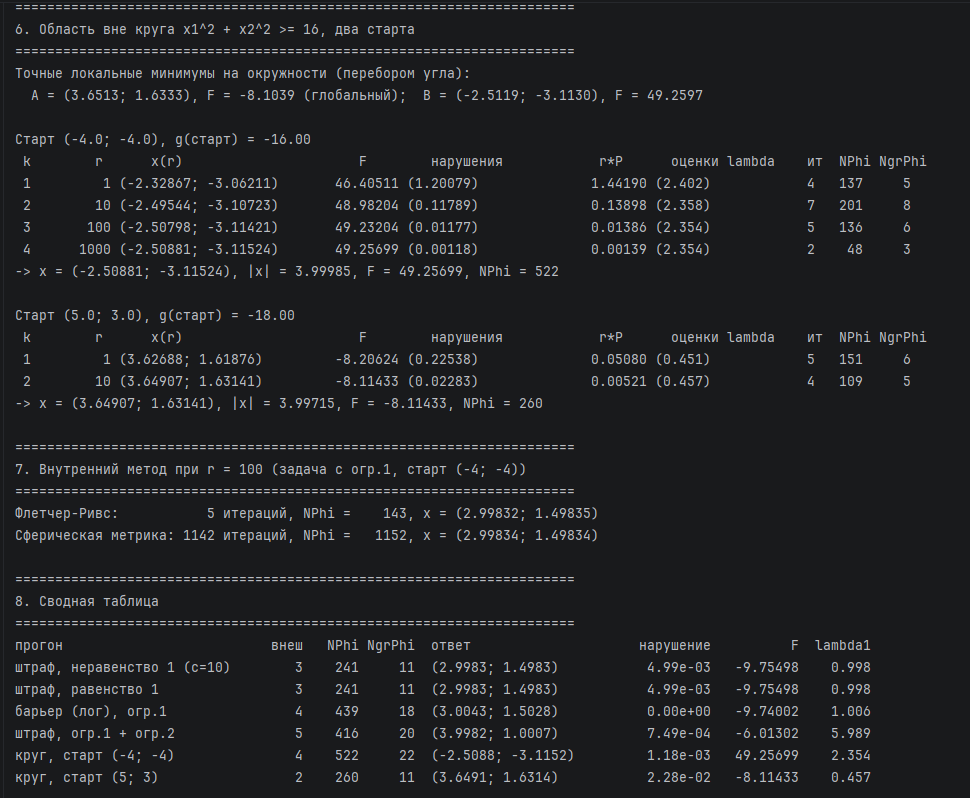 ======================================================================
6. Область вне круга x1^2 + x2^2 >= 16, два старта
======================================================================
Точные локальные минимумы на окружности (перебором угла):
  A = (3.6513; 1.6333), F = -8.1039 (глобальный);  B = (-2.5119; -3.1130), F = 49.2597

Старт (-4.0; -4.0), g(старт) = -16.00
 k        r      x(r)                      F        нарушения            r*P      оценки lambda    ит  NPhi NgrPhi
 1        1 (-2.32867; -3.06211)       46.40511 (1.20079)              1.44190 (2.402)            4   137     5
 2       10 (-2.49544; -3.10723)       48.98204 (0.11789)              0.13898 (2.358)            7   201     8
 3      100 (-2.50798; -3.11421)       49.23204 (0.01177)              0.01386 (2.354)            5   136     6
 4     1000 (-2.50881; -3.11524)       49.25699 (0.00118)              0.00139 (2.354)            2    48     3
-> x = (-2.50881; -3.11524), |x| = 3.99985, F = 49.25699, NPhi = 522

Старт (5.0; 3.0), g(старт) = -18.00
 k        r      x(r)                      F        нарушения            r*P      оценки lambda    ит  NPhi NgrPhi
 1        1 (3.62688; 1.61876)         -8.20624 (0.22538)              0.05080 (0.451)            5   151     6
 2       10 (3.64907; 1.63141)         -8.11433 (0.02283)              0.00521 (0.457)            4   109     5
-> x = (3.64907; 1.63141), |x| = 3.99715, F = -8.11433, NPhi = 260

======================================================================
7. Внутренний метод при r = 100 (задача с огр.1, старт (-4; -4))
======================================================================
Флетчер-Ривс:           5 итераций, NPhi =    143, x = (2.99832; 1.49835)
Сферическая метрика: 1142 итераций, NPhi =   1152, x = (2.99834; 1.49834)

======================================================================
8. Сводная таблица
======================================================================
прогон                          внеш   NPhi NgrPhi  ответ                     нарушение          F  lambda1
штраф, неравенство 1 (c=10)       3    241     11  (2.9983; 1.4983)          4.99e-03   -9.75498    0.998
штраф, равенство 1                3    241     11  (2.9983; 1.4983)          4.99e-03   -9.75498    0.998
барьер (лог), огр.1               4    439     18  (3.0043; 1.5028)          0.00e+00   -9.74002    1.006
штраф, огр.1 + огр.2              5    416     20  (3.9982; 1.0007)          7.49e-04   -6.01302    5.989
круг, старт (-4; -4)              4    522     22  (-2.5088; -3.1152)        1.18e-03   49.25699    2.354
круг, старт (5; 3)                2    260     11  (3.6491; 1.6314)          2.28e-02   -8.11433    0.457